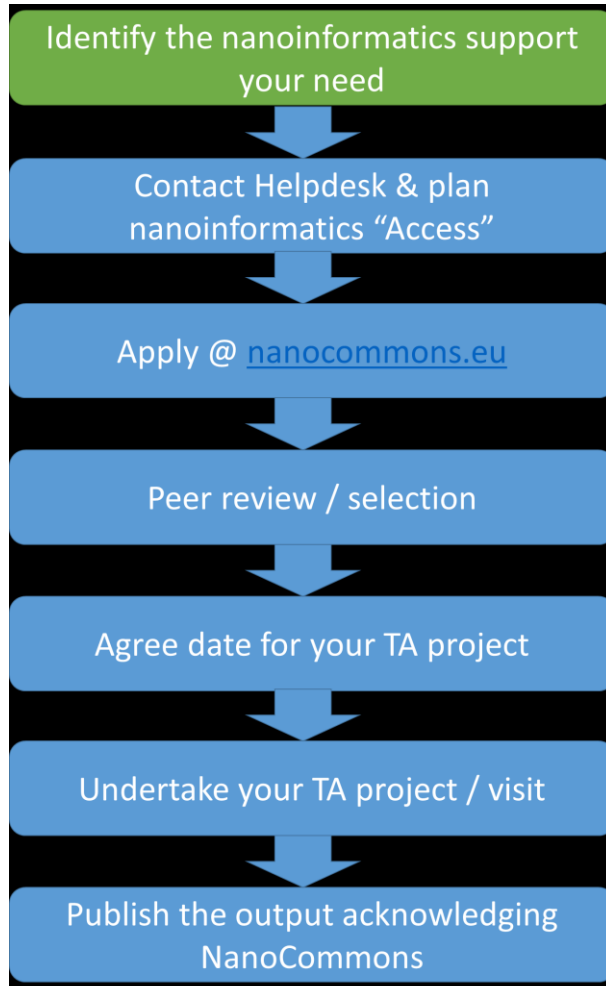 Identify the nanoinformatics support
your need
Contact Helpdesk & plan
nanoinformatics “Access”
Apply @ nanocommons.eu
Peer review / selection
Agree date for your TA project
Undertake your TA project / visit
Publish the output acknowledging
NanoCommons